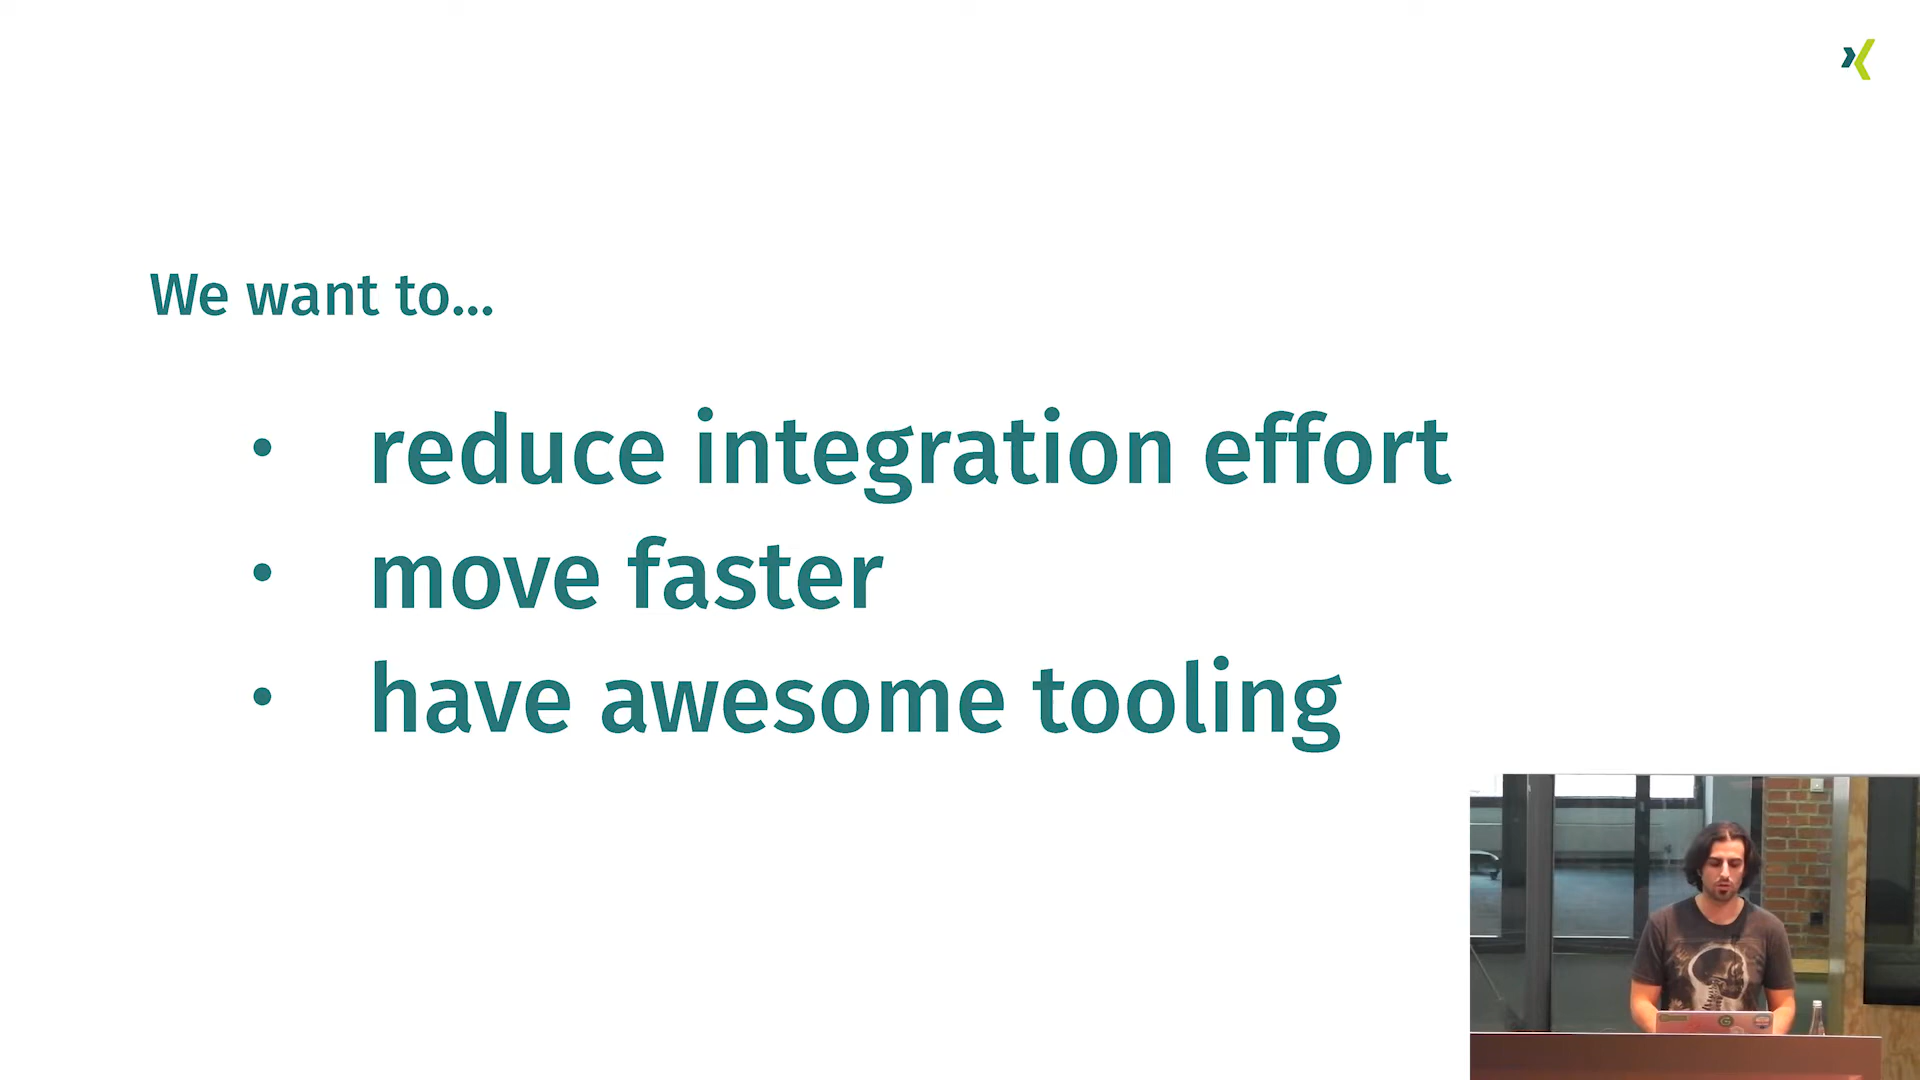 We want to...
• reduce integration effort
• move faster
• have awesome tooling